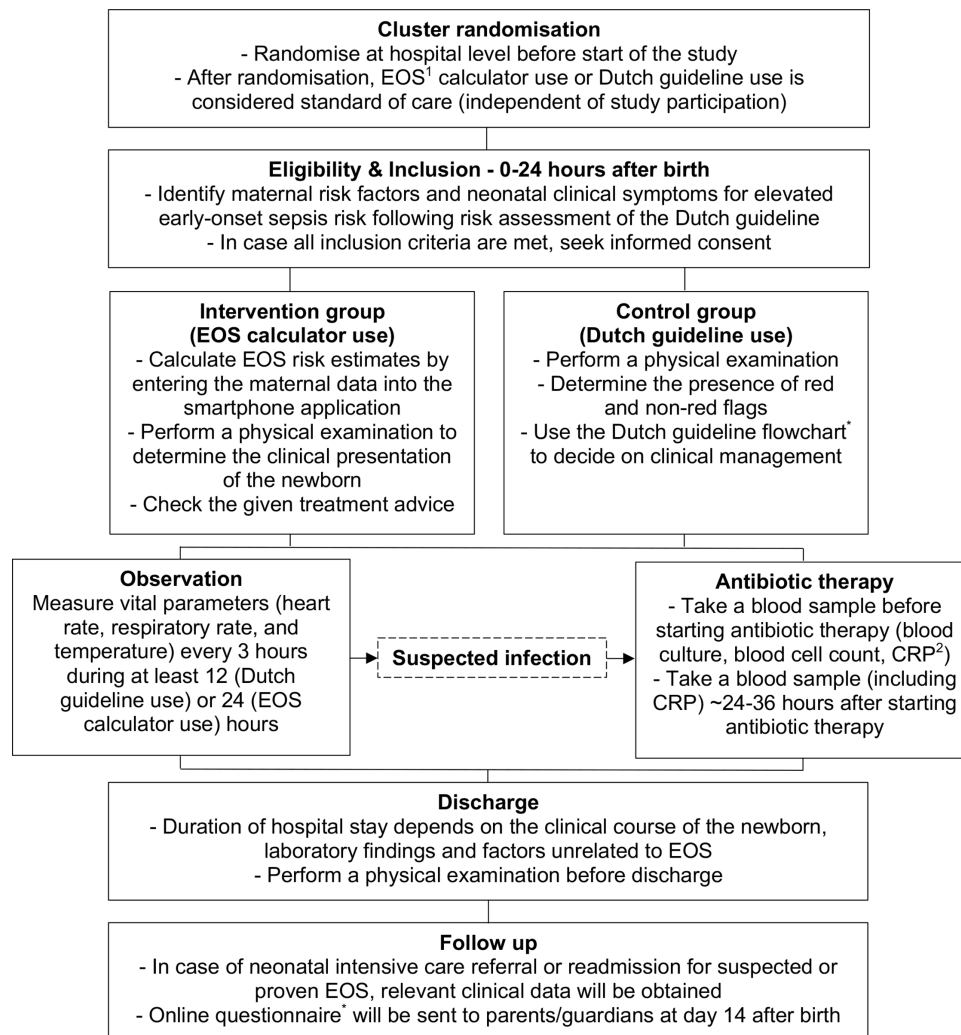 Cluster randomisation
- Randomise at hospital level before start of the study
- After randomisation, EOS¹ calculator use or Dutch guideline use is
considered standard of care (independent of study participation)
Eligibility & Inclusion - 0-24 hours after birth
- Identify maternal risk factors and neonatal clinical symptoms for elevated
early-onset sepsis risk following risk assessment of the Dutch guideline
- In case all inclusion criteria are met, seek informed consent
Intervention group
(EOS calculator use)
- Calculate EOS risk estimates by
entering the maternal data into the
smartphone application
- Perform a physical examination to
determine the clinical presentation
of the newborn
- Check the given treatment advice
Control group
(Dutch guideline use)
- Perform a physical examination
- Determine the presence of red
and non-red flags
- Use the Dutch guideline flowchart*
to decide on clinical management
Observation
Measure vital parameters (heart
rate, respiratory rate, and
temperature) every 3 hours
during at least 12 (Dutch
guideline use) or 24 (EOS
calculator use) hours
Suspected infection
Antibiotic therapy
- Take a blood sample before
starting antibiotic therapy (blood
culture, blood cell count, CRP²)
- Take a blood sample (including
CRP) ~24-36 hours after starting
antibiotic therapy
Discharge
- Duration of hospital stay depends on the clinical course of the newborn,
laboratory findings and factors unrelated to EOS
- Perform a physical examination before discharge
Follow up
- In case of neonatal intensive care referral or readmission for suspected or
proven EOS, relevant clinical data will be obtained
- Online questionnaire* will be sent to parents/guardians at day 14 after birth